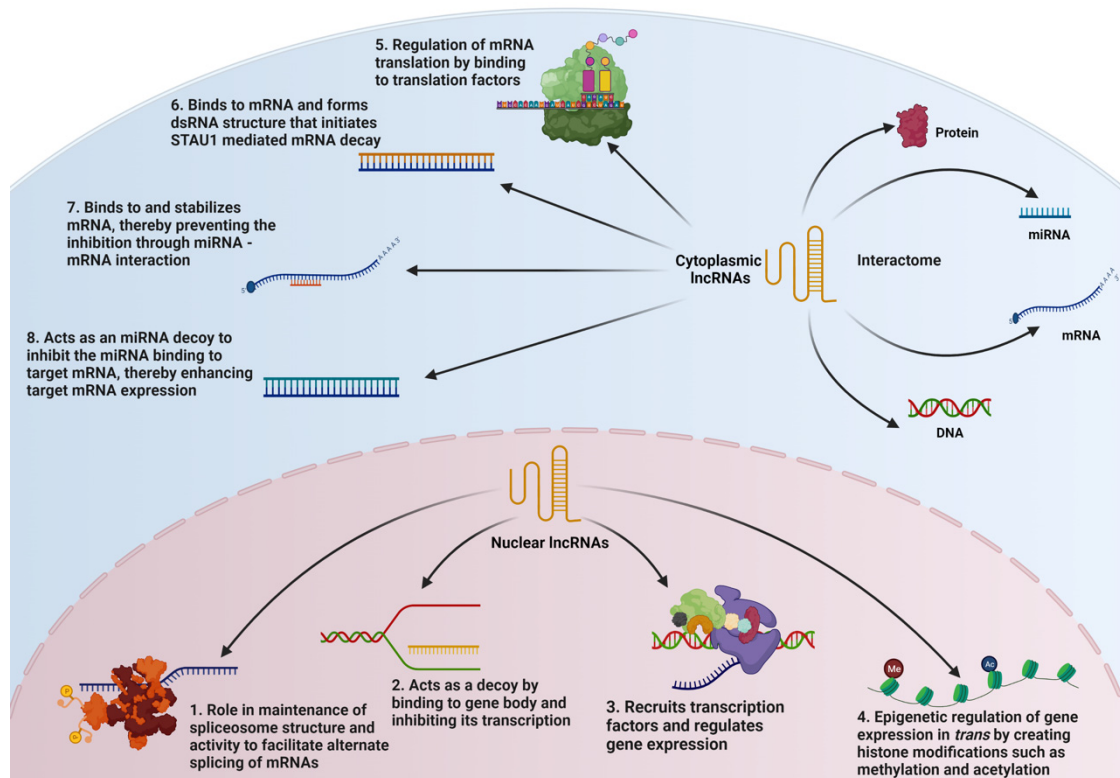 5. Regulation of mRNA
translation by binding
to translation factors
6. Binds to mRNA and forms
dsRNA structure that initiates
STAU1 mediated mRNA decay
7. Binds to and stabilizes
mRNA, thereby preventing the
inhibition through miRNA -
mRNA interaction
5'
AAAA3'
8. Acts as an miRNA decoy to
inhibit the miRNA binding to
target mRNA, thereby enhancing
target mRNA expression
Cytoplasmic
lncRNAs
Interactome
Protein
miRNA
5'
AAAA
3'
mRNA
DNA
Nuclear lncRNAs
P
P
1. Role in maintenance of
spliceosome structure and
activity to facilitate alternate
splicing of mRNAs
2. Acts as a decoy by
binding to gene body and
inhibiting its transcription
3. Recruits transcription
factors and regulates
gene expression
Me
Ac
4. Epigenetic regulation of gene
expression in trans by creating
histone modifications such as
methylation and acetylation